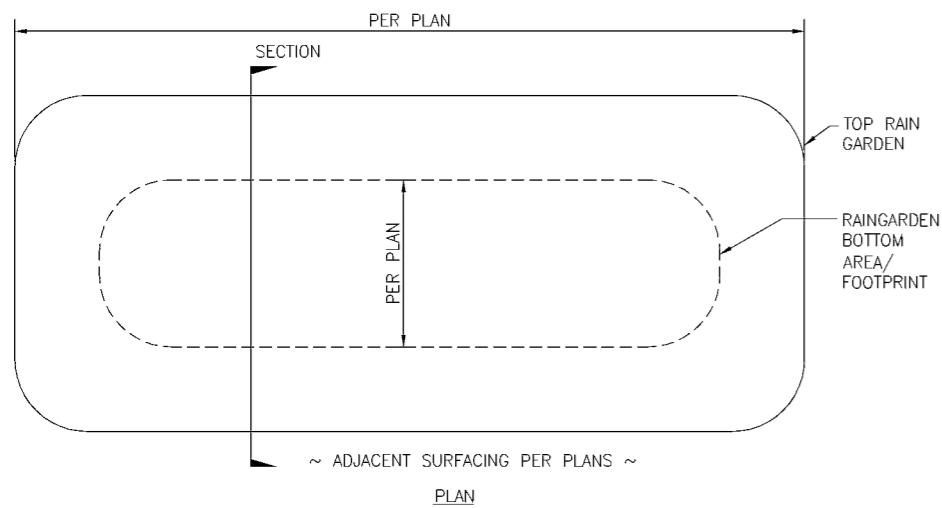 PER PLAN
SECTION
TOP RAIN
GARDEN
PER PLAN
RAINGARDEN
BOTTOM
AREA/
FOOTPRINT
~ ADJACENT SURFACING PER PLANS ~
PLAN